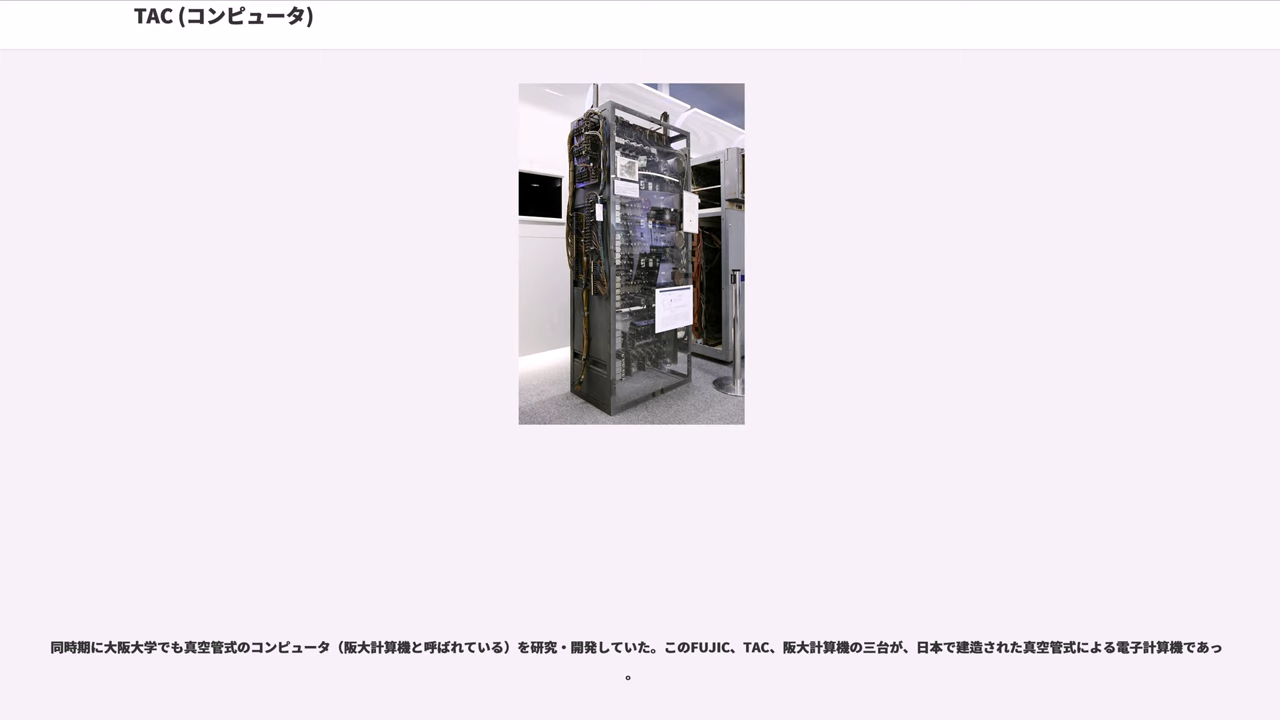 TAC (コンピュータ)
同時期に大阪大学でも真空管式のコンピュータ（阪大計算機と呼ばれている）を研究・開発していた。このFUJIC、TAC、阪大計算機の三台が、日本で建造された真空管式による電子計算機であっ
。